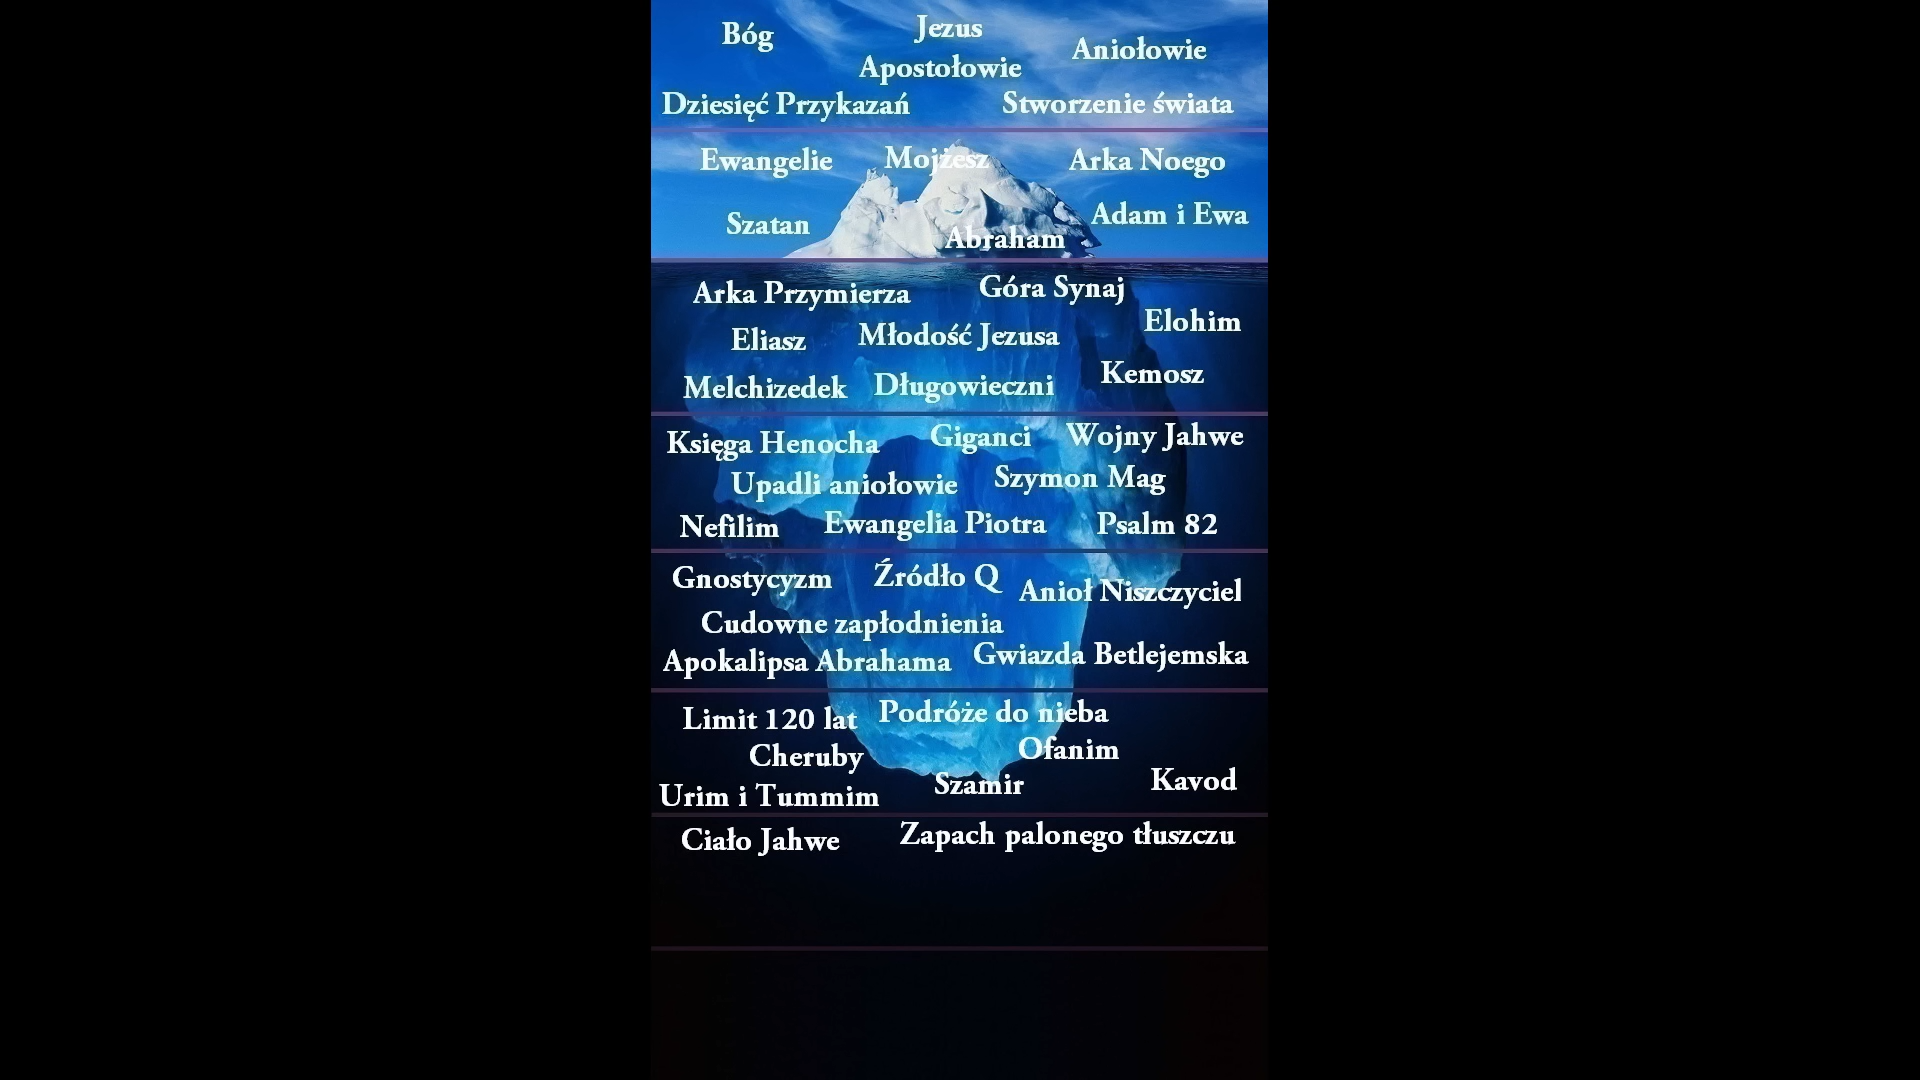 Bóg
Jezus
Aniołowie
Apostołowie
Dziesięć Przykazań
Stworzenie świata
Ewangelie
Mojżesz
Arka Noego
Szatan
Adam i Ewa
Abraham
Arka Przymierza
Góra Synaj
Elohim
Eliasz
Młodość Jezusa
Melchizedek
Długowieczni
Kemosz
Księga Henocha
Giganci
Wojny Jahwe
Upadli aniołowie
Szymon Mag
Nefilim
Ewangelia Piotra
Psalm 82
Gnostycyzm
Źródło Q
Anioł Niszczyciel
Cudowne zapłodnienia
Apokalipsa Abrahama
Gwiazda Betlejemska
Limit 120 lat
Podróże do nieba
Cheruby
Ofanim
Urim i Tummim
Szamir
Kavod
Ciało Jahwe
Zapach palonego tłuszczu